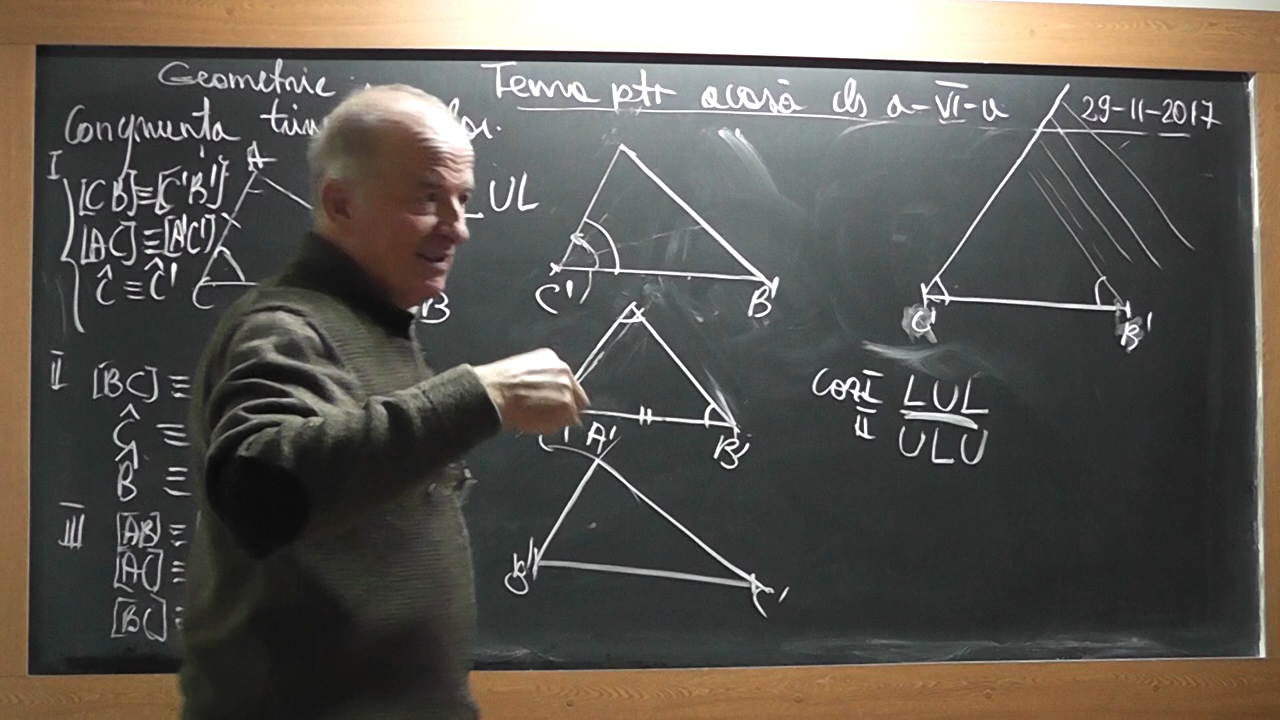 Geometrie
Tema ptr acasă cls a-VI-a 29-11-2017
Congruenta
I
[CB]≡[C'B']
[AC]≡[A'C']
Ĉ≡Ĉ'
A
C
B
LUL
C' B'
C' B'
II
[BC]≡
Ĉ ≡
B̂ ≡
A'
B'
caz I LUL
II ULU
III
[AB]≡
[AC]≡
[BC]≡
B' C'